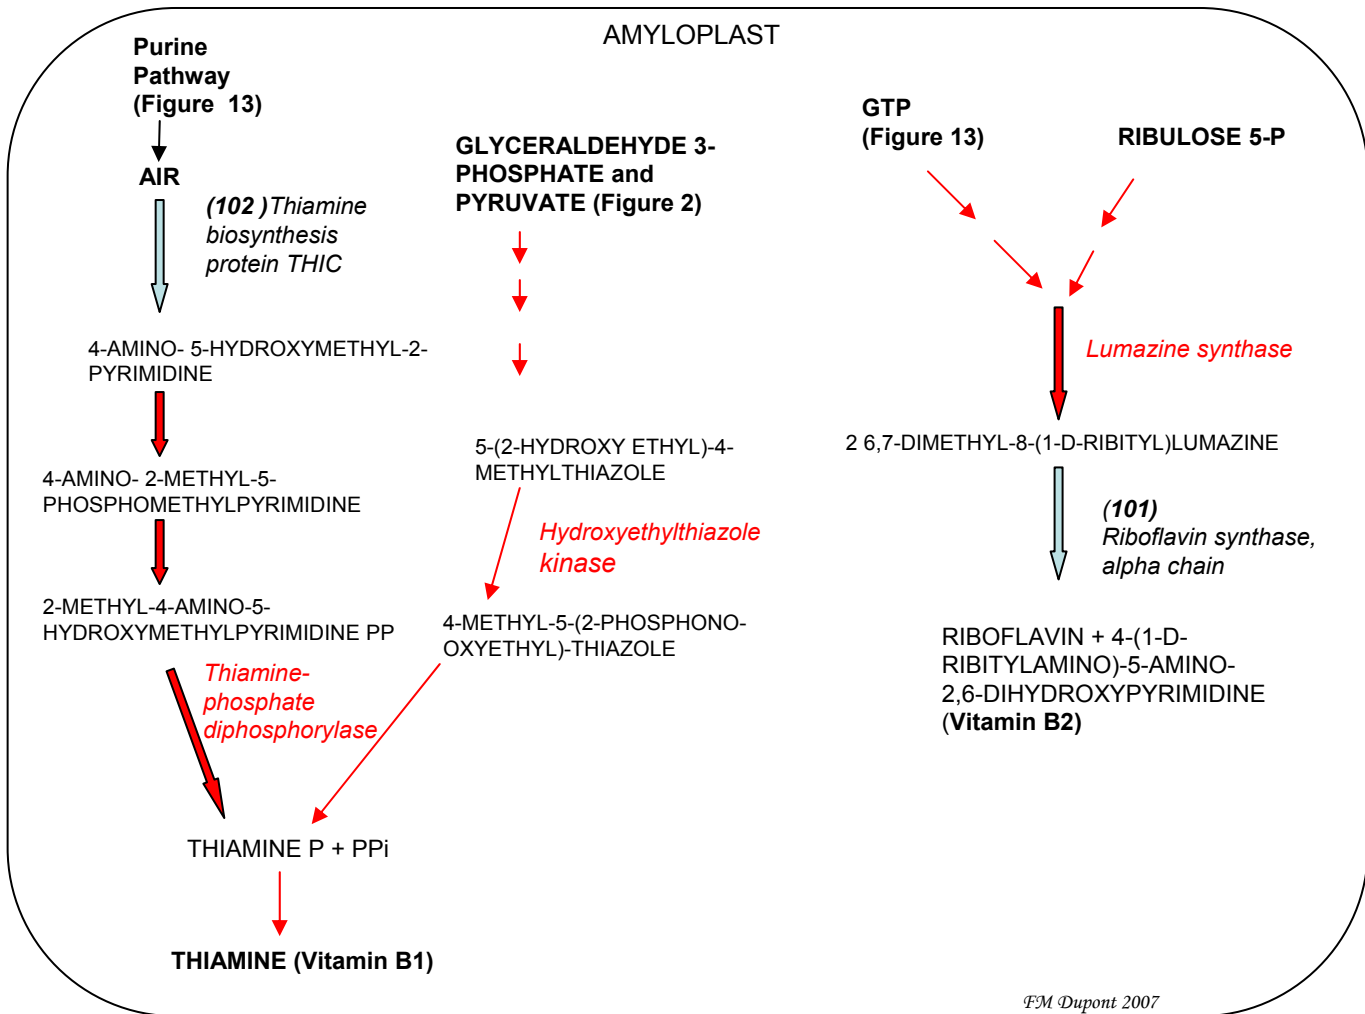 AMYLOPLAST
Purine
Pathway
(Figure 13)
AIR
(102 )Thiamine
biosynthesis
protein THIC
4-AMINO- 5-HYDROXYMETHYL-2-
PYRIMIDINE
4-AMINO- 2-METHYL-5-
PHOSPHOMETHYLPYRIMIDINE
2-METHYL-4-AMINO-5-
HYDROXYMETHYLPYRIMIDINE PP
Thiamine-
phosphate
diphosphorylase
GLYCERALDEHYDE 3-
PHOSPHATE and
PYRUVATE (Figure 2)
5-(2-HYDROXY ETHYL)-4-
METHYLTHIAZOLE
Hydroxyethylthiazole
kinase
4-METHYL-5-(2-PHOSPHONO-
OXYETHYL)-THIAZOLE
THIAMINE P + PPi
THIAMINE (Vitamin B1)
GTP
(Figure 13)
RIBULOSE 5-P
Lumazine synthase
2 6,7-DIMETHYL-8-(1-D-RIBITYL)LUMAZINE
(101)
Riboflavin synthase,
alpha chain
RIBOFLAVIN + 4-(1-D-
RIBITYLAMINO)-5-AMINO-
2,6-DIHYDROXYPYRIMIDINE
(Vitamin B2)
FM Dupont 2007